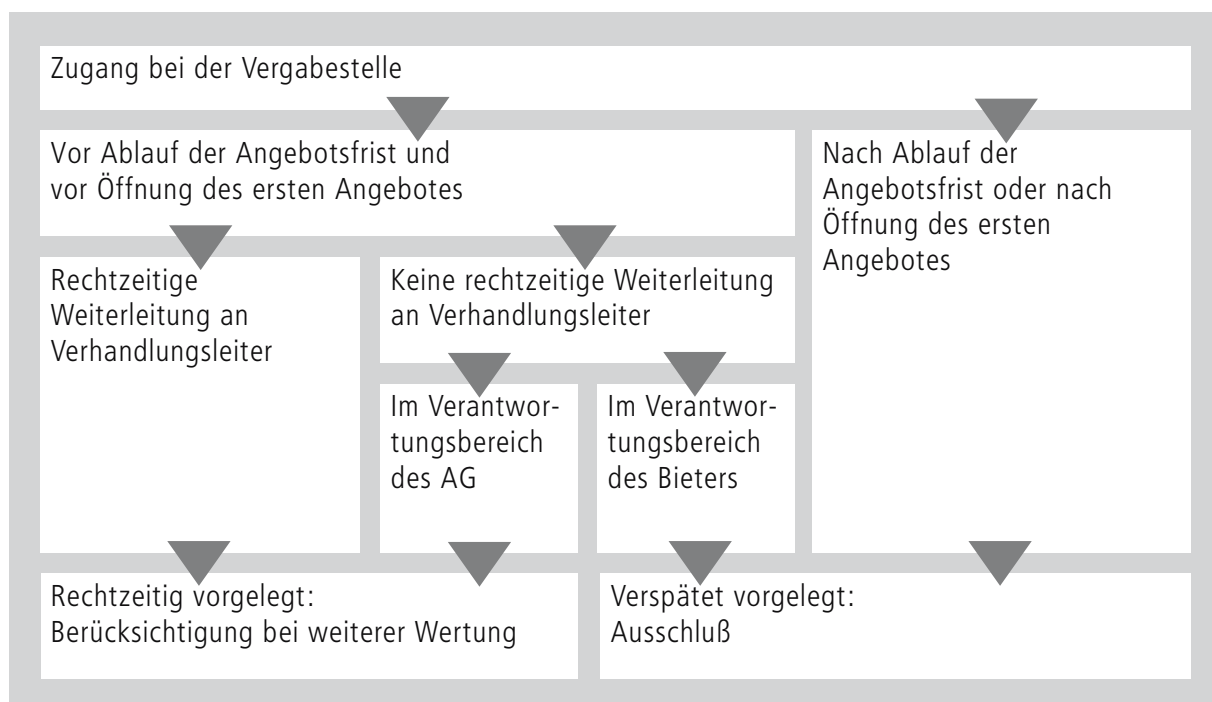 Zugang bei der Vergabestelle
Vor Ablauf der Angebotsfrist und
vor Öffnung des ersten Angebotes
Nach Ablauf der
Angebotsfrist oder nach
Öffnung des ersten
Angebotes
Rechtzeitige
Weiterleitung an
Verhandlungsleiter
Keine rechtzeitige Weiterleitung
an Verhandlungsleiter
Im Verantwor-
tungsbereich
des AG
Im Verantwor-
tungsbereich
des Bieters
Rechtzeitig vorgelegt:
Berücksichtigung bei weiterer Wertung
Verspätet vorgelegt:
Ausschluß